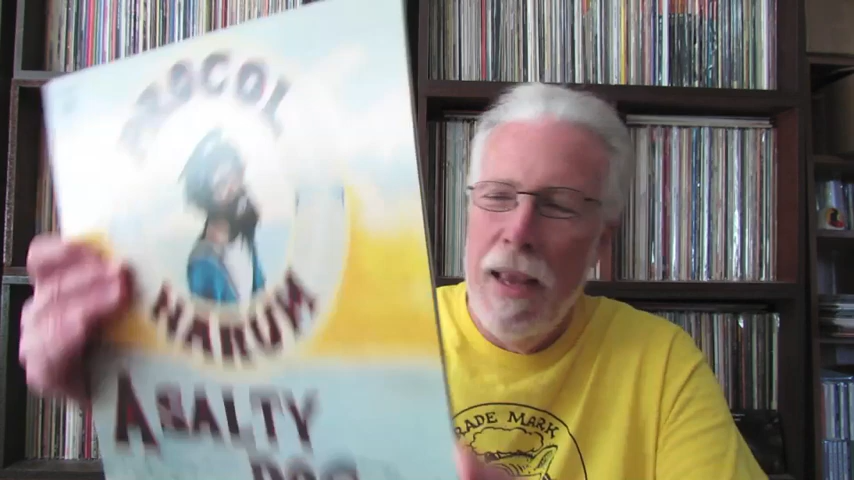 PROCOL
HARUM
A SALTY
DOG
TRADE MARK